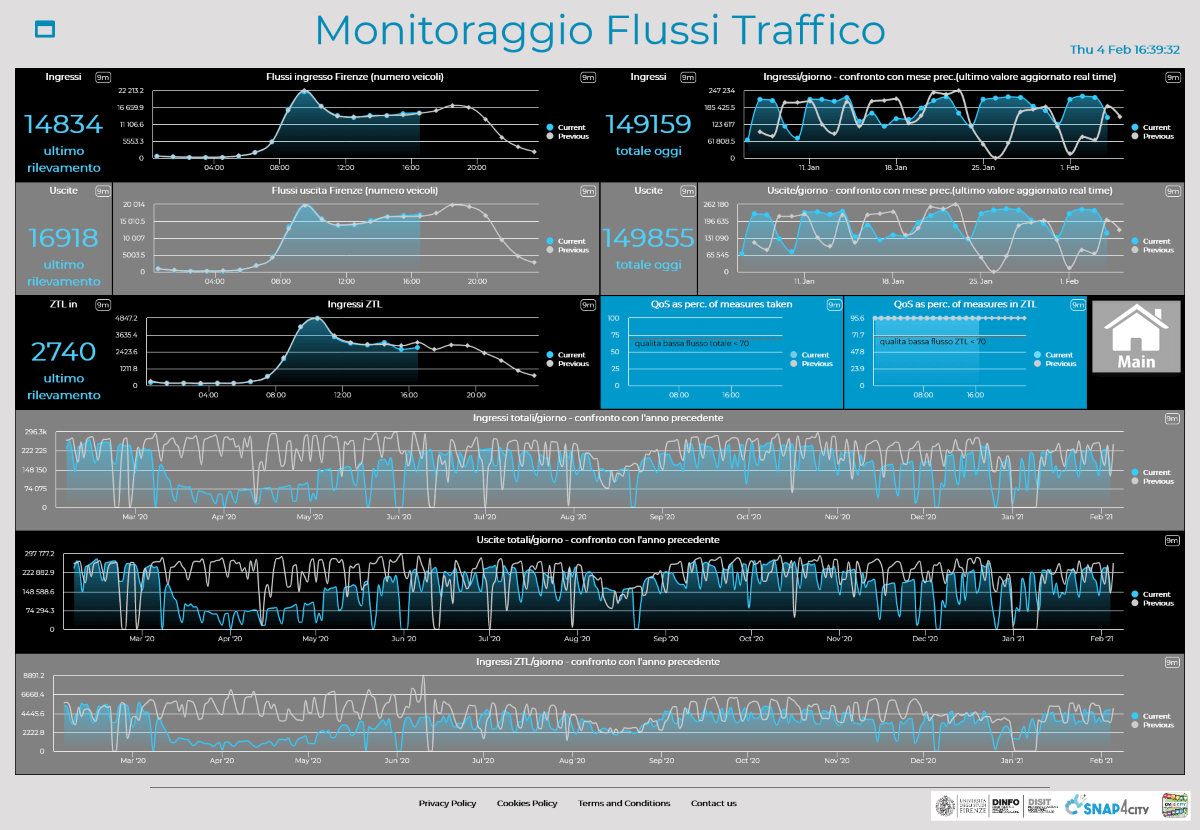 Monitoraggio Flussi Traffico
Thu 4 Feb 16:39:32
Ingressi
9m
14834
ultimo
rilevamento
Flussi ingresso Firenze (numero veicoli)
9m
22 213.2
16 659.9
11 106.6
5553.3
0
04:00
08:00
12:00
16:00
20:00
Current
Previous
Ingressi
9m
149159
totale oggi
Ingressi/giorno - confronto con mese prec.(ultimo valore aggiornato real time)
9m
247 234
185 425.5
123 617
61 808.5
0
11. Jan
18. Jan
25. Jan
1. Feb
Current
Previous
Uscite
9m
16918
ultimo
rilevamento
Flussi uscita Firenze (numero veicoli)
9m
20 014
15 010.5
10 007
5003.5
0
04:00
08:00
12:00
16:00
20:00
Current
Previous
Uscite
9m
149855
totale oggi
Uscite/giorno - confronto con mese prec.(ultimo valore aggiornato real time)
9m
262 180
196 635
131 090
65 545
0
11. Jan
18. Jan
25. Jan
1. Feb
Current
Previous
ZTL in
9m
2740
ultimo
rilevamento
Ingressi ZTL
9m
4847.2
3635.4
2423.6
1211.8
0
04:00
08:00
12:00
16:00
20:00
Current
Previous
QoS as perc. of measures taken
9m
100
75
50
25
0
qualita bassa flusso totale < 70
08:00
16:00
Current
Previous
QoS as perc. of measures in ZTL
9m
95.6
71.7
47.8
23.9
0
qualita bassa flusso ZTL < 70
08:00
16:00
Current
Previous
Main
Ingressi totali/giorno - confronto con l'anno precedente
9m
296.3k
222 225
148 150
74 075
0
Mar '20
Apr '20
May '20
Jun '20
Jul '20
Aug '20
Sep '20
Oct '20
Nov '20
Dec '20
Jan '21
Feb '21
Current
Previous
Uscite totali/giorno - confronto con l'anno precedente
9m
297 177.2
222 882.9
148 588.6
74 294.3
0
Mar '20
Apr '20
May '20
Jun '20
Jul '20
Aug '20
Sep '20
Oct '20
Nov '20
Dec '20
Jan '21
Feb '21
Current
Previous
Ingressi ZTL/giorno - confronto con l'anno precedente
9m
8891.2
6668.4
4445.6
2222.8
0
Mar '20
Apr '20
May '20
Jun '20
Jul '20
Aug '20
Sep '20
Oct '20
Nov '20
Dec '20
Jan '21
Feb '21
Current
Previous
Privacy Policy
Cookies Policy
Terms and Conditions
Contact us
UNIVERSITÀ
DEGLI STUDI
FIRENZE
DINFO
DISIT
SNAP4CITY